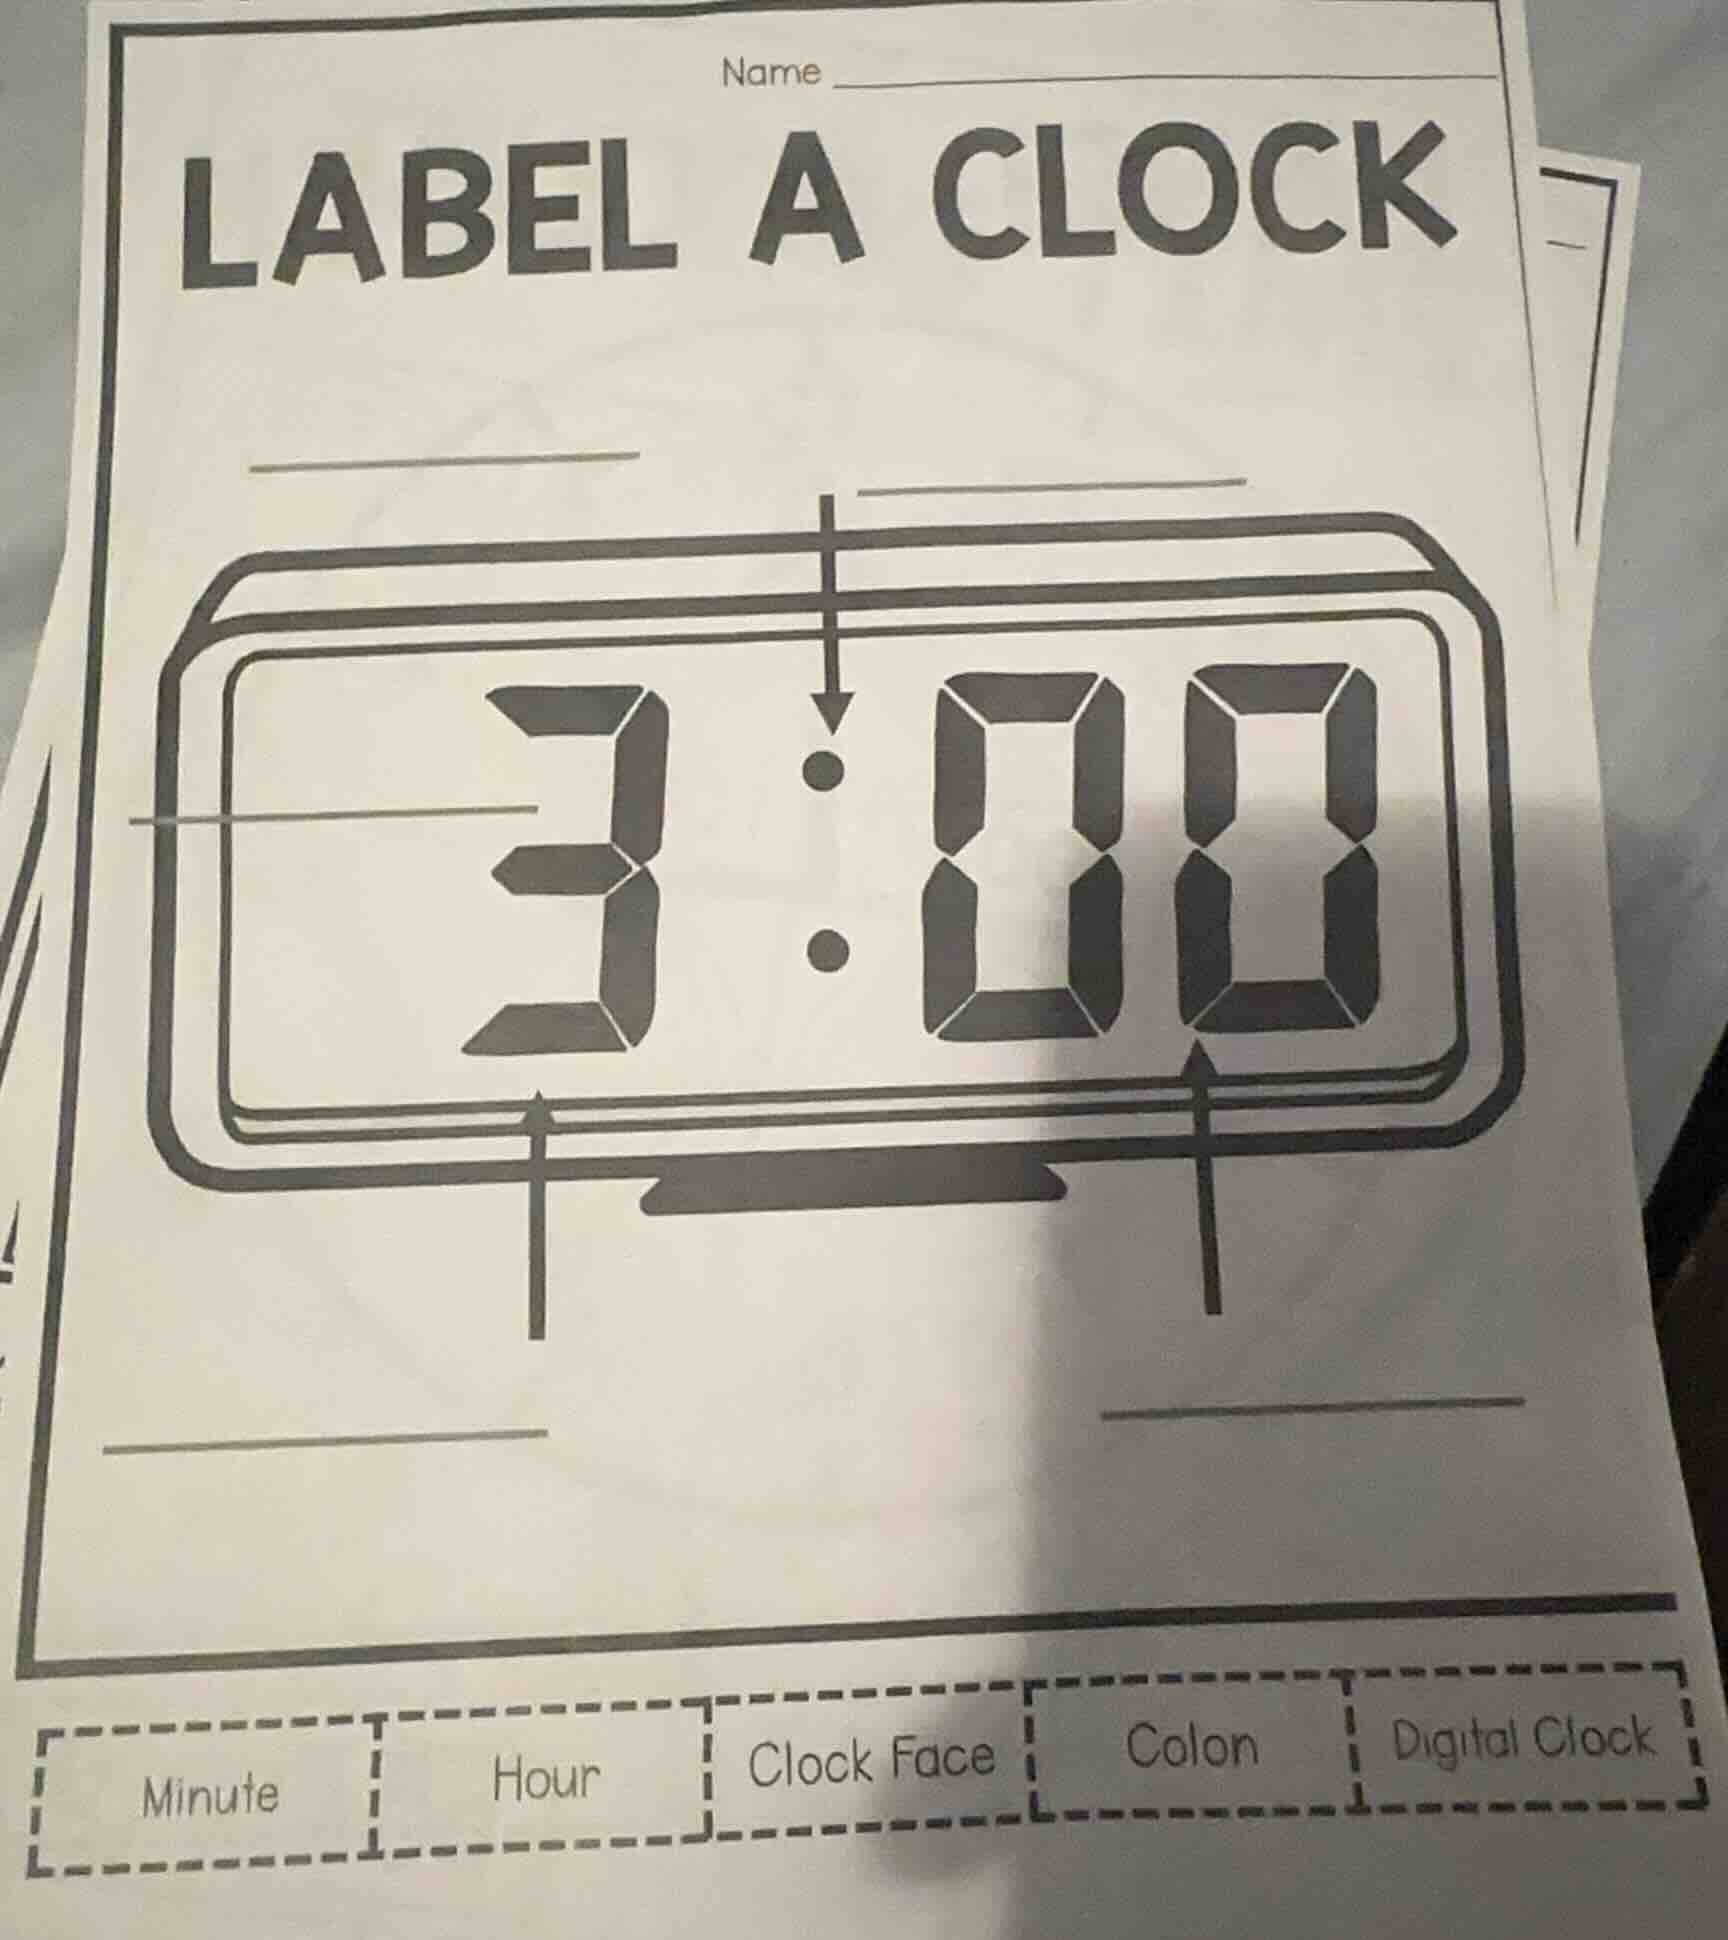 Name
LABEL A CLOCK
3:00
Minute
Hour
Clock Face
Colon
Digital Clock